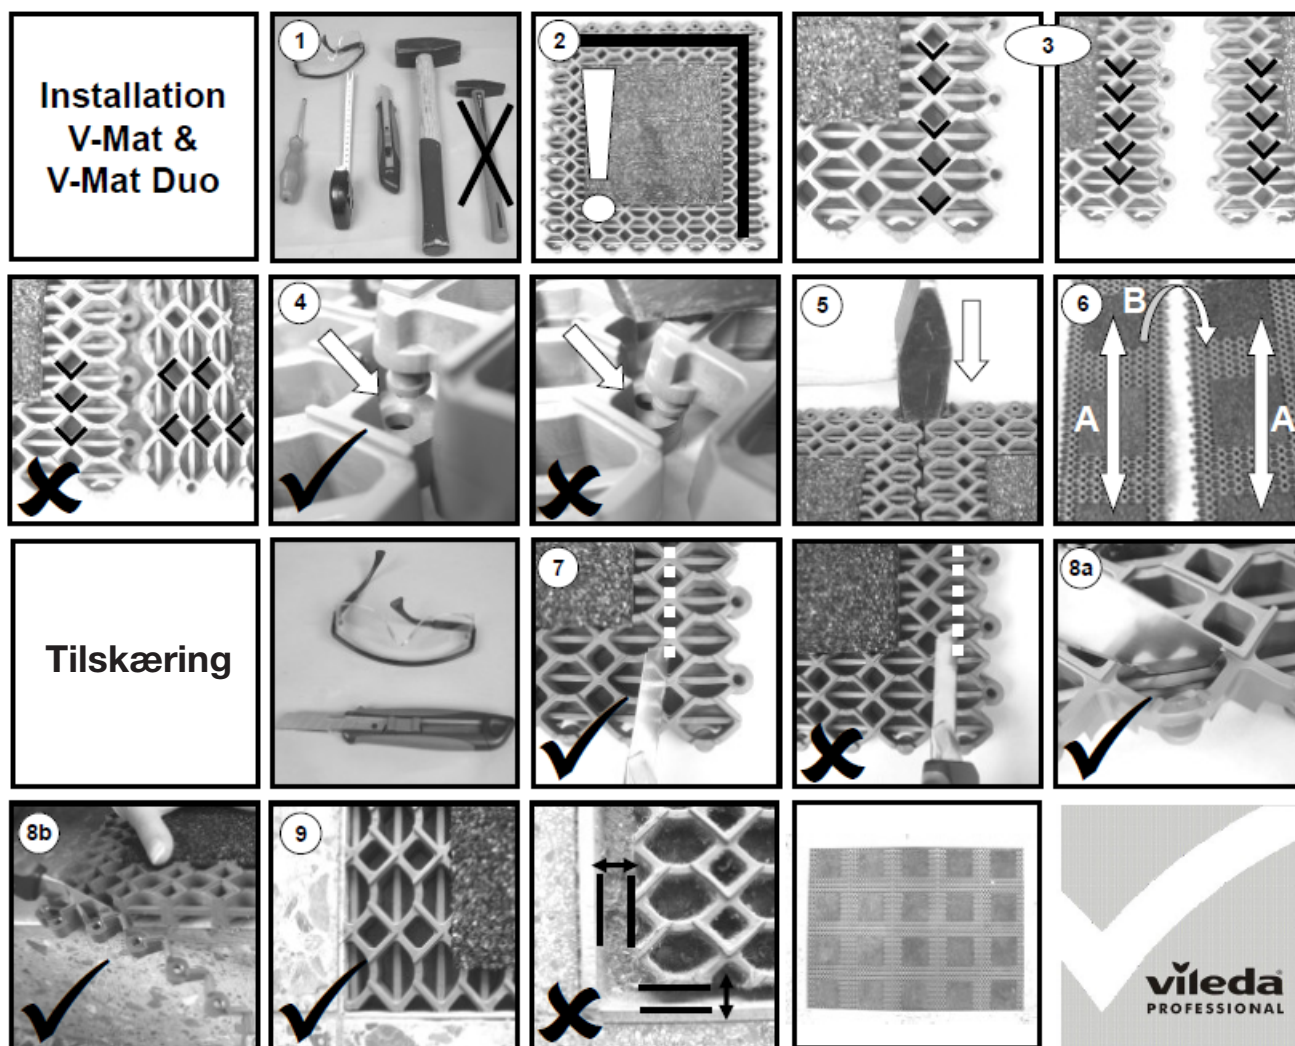 Installation
V-Mat &
V-Mat Duo
1
2
3
4
5
6
B
A
A
Tilskæring
7
8a
8b
9
vileda
PROFESSIONAL